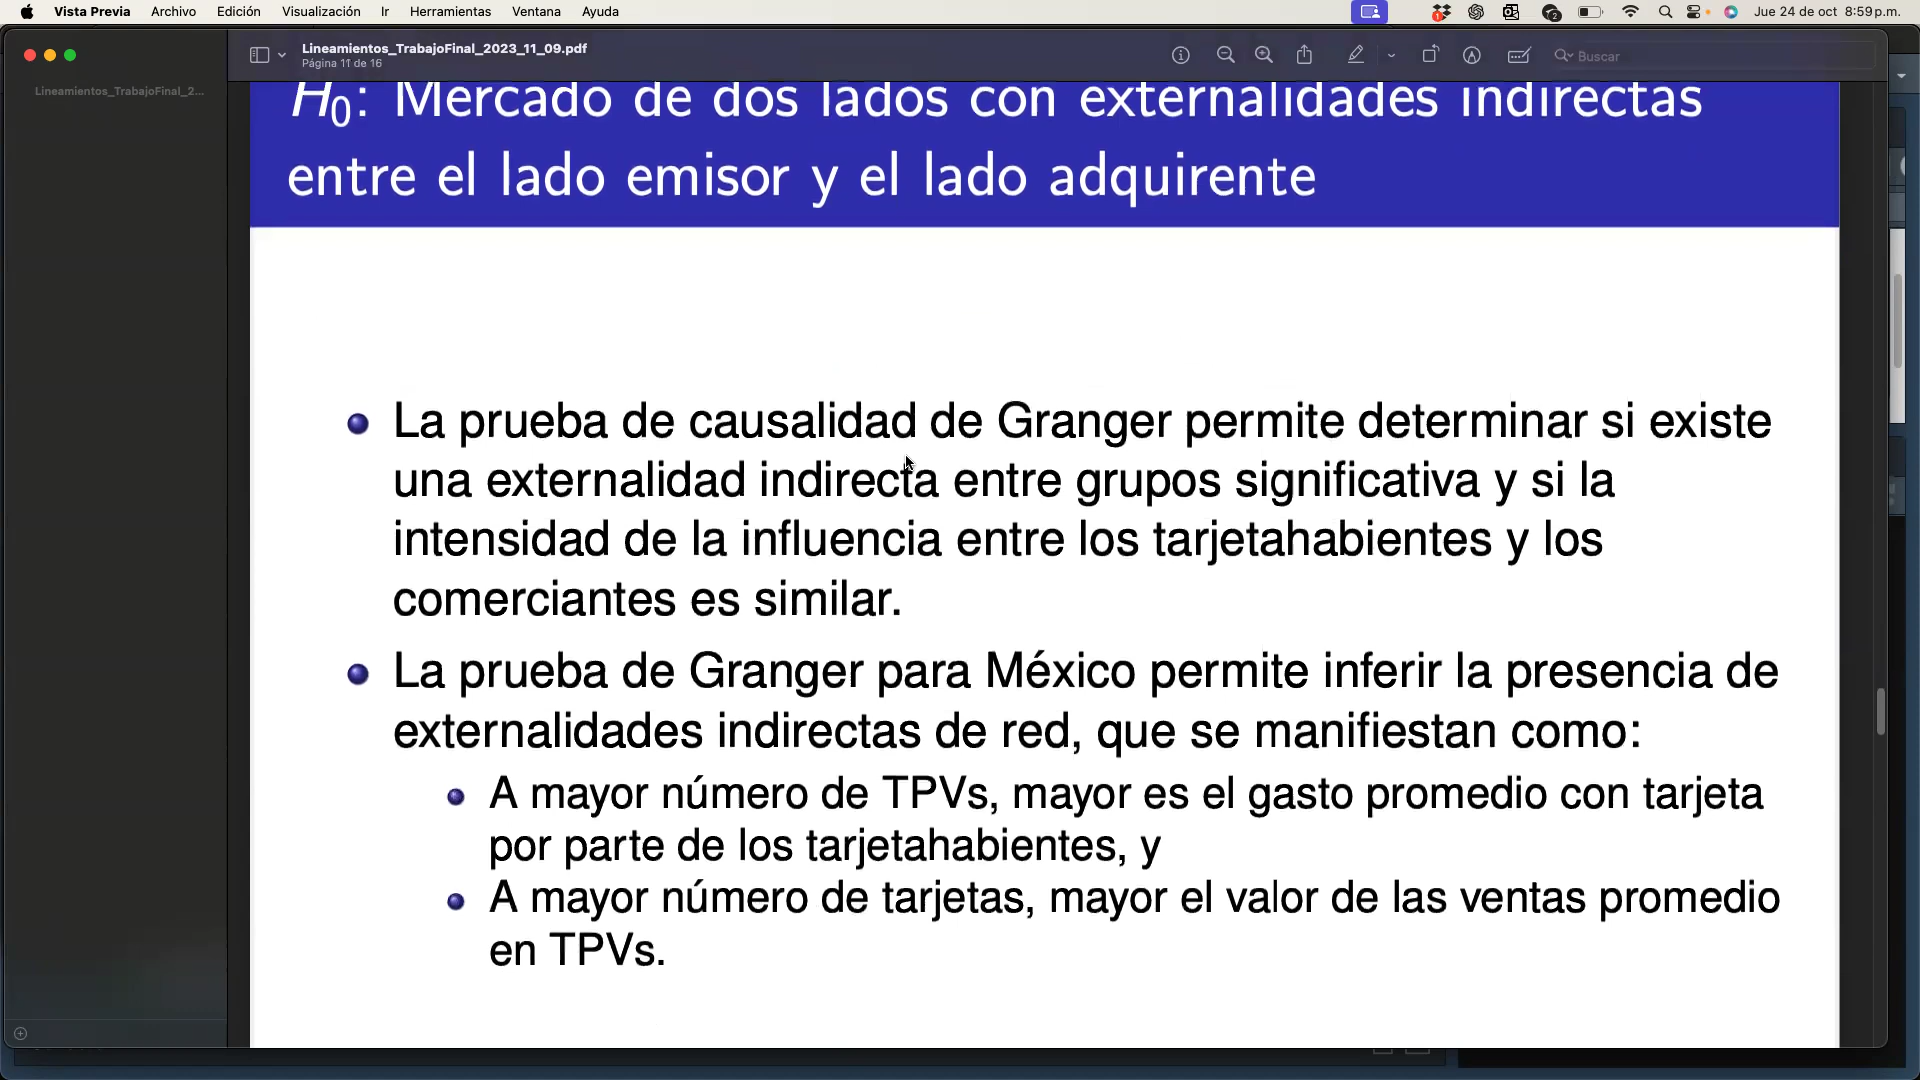 Vista Previa Archivo Edición Visualización Ir Herramientas Ventana Ayuda
Jue 24 de oct 8:59 p.m.
Lineamientos_TrabajoFinal_2023_11_09.pdf
Página 11 de 16
Buscar
Lineamientos_TrabajoFinal_2...
H0: Mercado de dos lados con externalidades indirectas
entre el lado emisor y el lado adquirente
La prueba de causalidad de Granger permite determinar si existe
una externalidad indirecta entre grupos significativa y si la
intensidad de la influencia entre los tarjetahabientes y los
comerciantes es similar.
La prueba de Granger para México permite inferir la presencia de
externalidades indirectas de red, que se manifiestan como:
A mayor número de TPVs, mayor es el gasto promedio con tarjeta
por parte de los tarjetahabientes, y
A mayor número de tarjetas, mayor el valor de las ventas promedio
en TPVs.